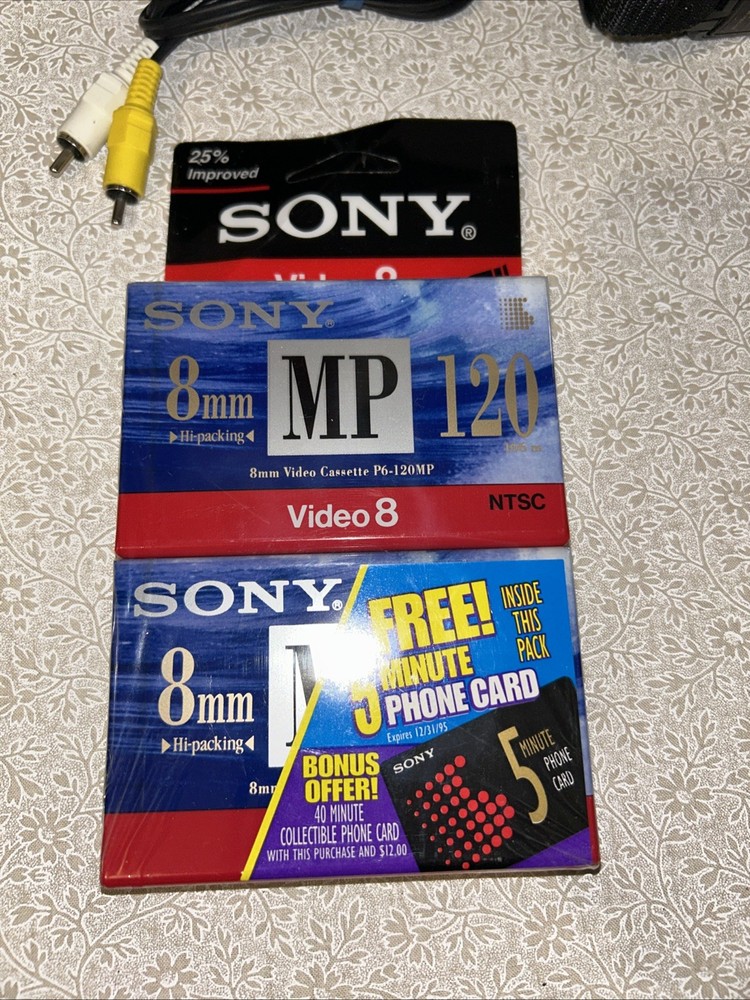 25%
Improved
SONY®
Video 8
SONY®
8mm
▶Hi-packing◀
MP
120
8mm Video Cassette P6-120MP
Video 8
NTSC
SONY®
8mm
▶Hi-packing◀
FREE!
INSIDE
THIS
PACK
5 MINUTE
PHONE CARD
Expires 12/31/95
BONUS
OFFER!
40 MINUTE
COLLECTIBLE PHONE CARD
WITH THIS PURCHASE AND $12.00
SONY
5 MINUTE
PHONE
CARD